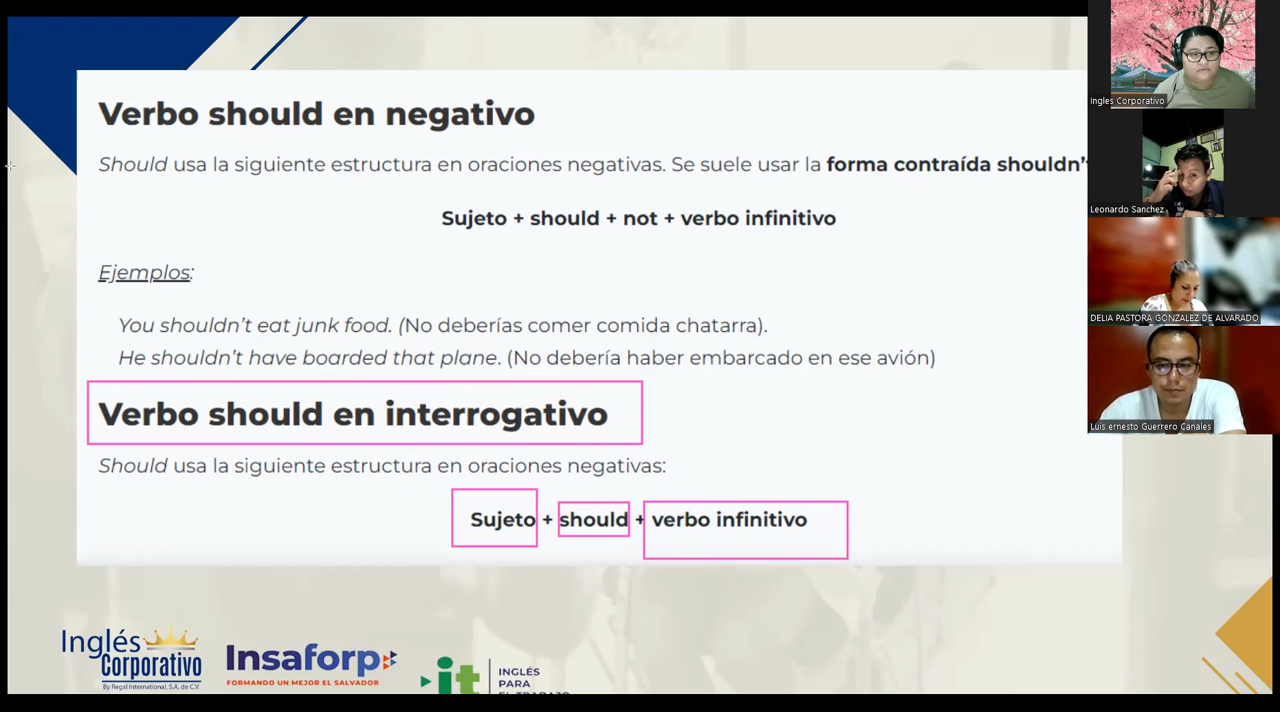 Verbo should en negativo
Should usa la siguiente estructura en oraciones negativas. Se suele usar la forma contraída shouldn't
Sujeto + should + not + verbo infinitivo
Ejemplos:
You shouldn't eat junk food. (No deberías comer comida chatarra).
He shouldn't have boarded that plane. (No debería haber embarcado en ese avión)
Verbo should en interrogativo
Should usa la siguiente estructura en oraciones negativas:
Sujeto + should + verbo infinitivo
Inglés
Corporativo
By Regal International, S.A. de C.V.
Insaforp
FORMANDO UN MEJOR EL SALVADOR
it
INGLÉS
PARA
EL TRABAJO
Ingles Corporativo
Leonardo Sanchez
DELIA PASTORA GONZALEZ DE ALVARADO
Luis ernesto Guerrero Canales